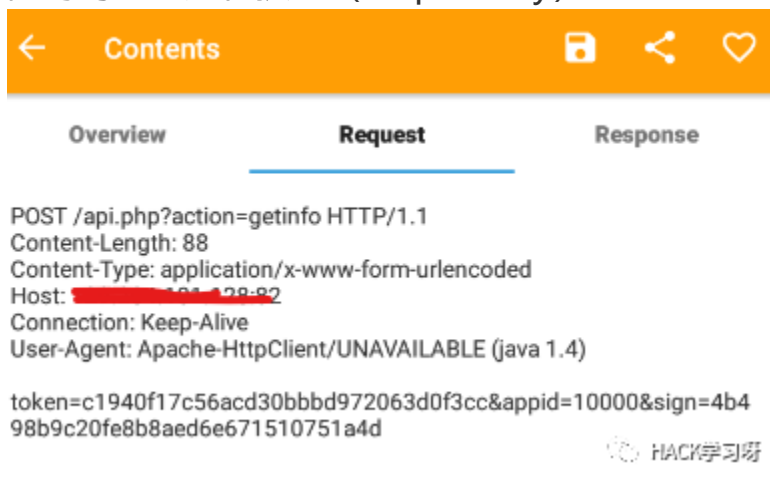 Contents
Overview Request Response
POST /api.php?action=getinfo HTTP/1.1
Content-Length: 88
Content-Type: application/x-www-form-urlencoded
Host:
Connection: Keep-Alive
User-Agent: Apache-HttpClient/UNAVAILABLE (java 1.4)
token=c1940f17c56acd30bbbd972063d0f3cc&appid=10000&sign=4b4
98b9c20fe8b8aed6e671510751a4d
HACK学习呀